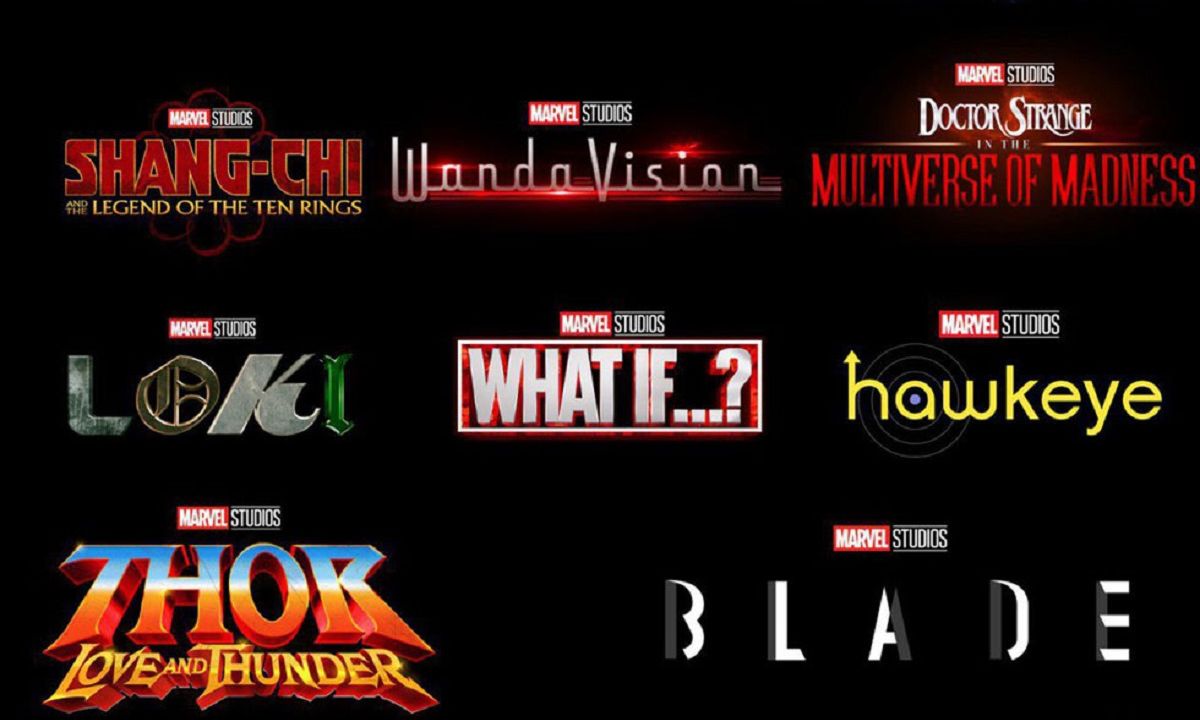 MARVEL STUDIOS
SHANG-CHI
AND THE LEGEND OF THE TEN RINGS
MARVEL STUDIOS
WandaVision
MARVEL STUDIOS
DOCTOR STRANGE
IN THE
MULTIVERSE OF MADNESS
MARVEL STUDIOS
LOKI
MARVEL STUDIOS
WHAT IF....?
MARVEL STUDIOS
hawkeye
MARVEL STUDIOS
THOR
LOVE AND THUNDER
MARVEL STUDIOS
BLADE